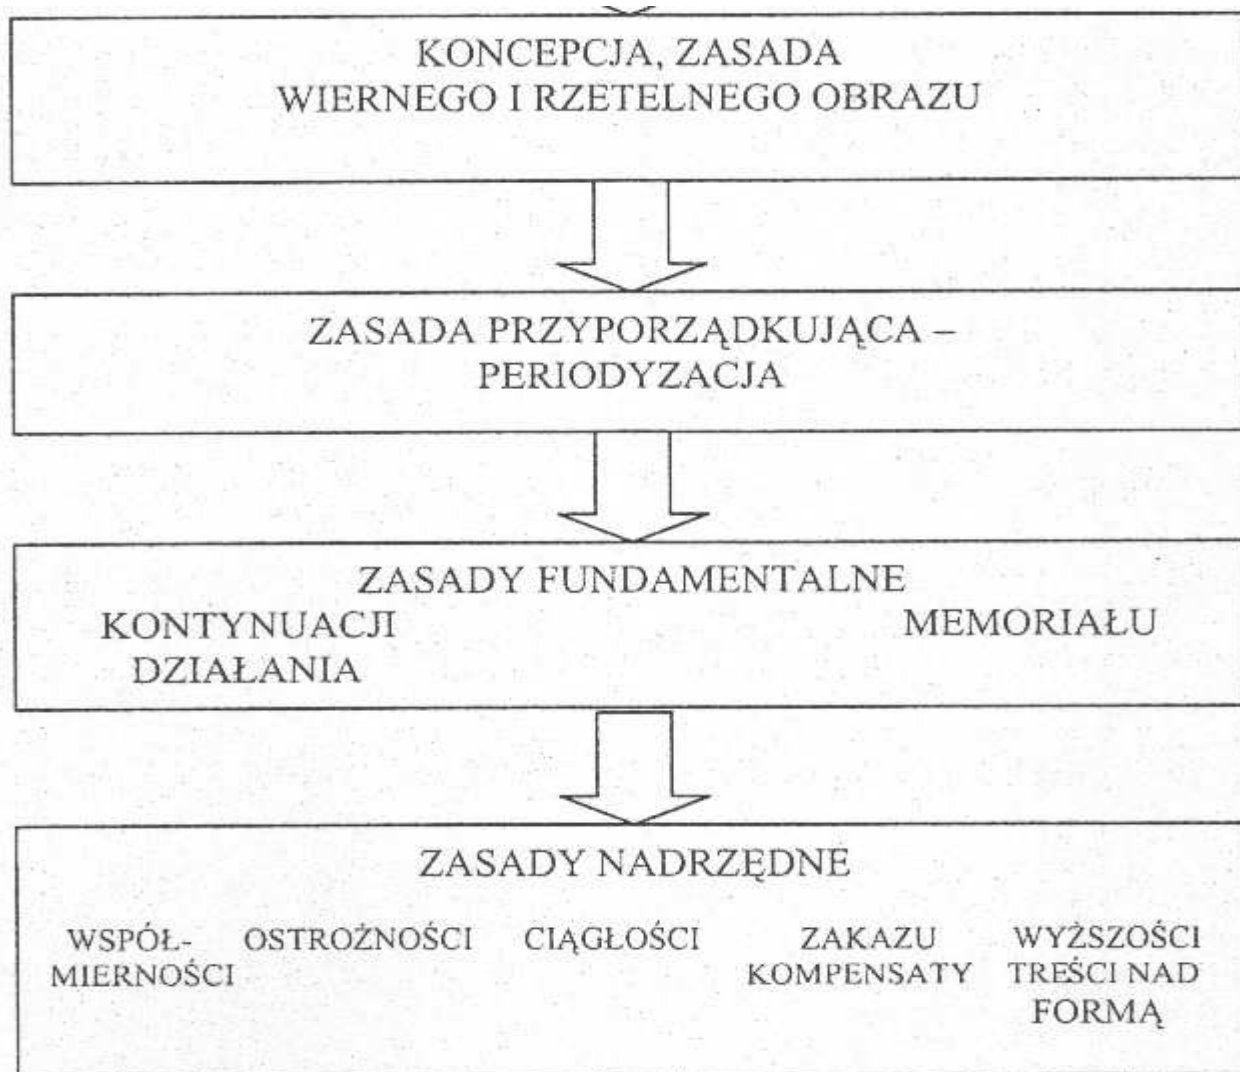 KONCEPCJA, ZASADA
WIERNEGO I RZETELNEGO OBRAZU
ZASADA PRZYPORZĄDKUJĄCA –
PERIODYZACJA
ZASADY FUNDAMENTALNE
KONTYNUACJI
DZIAŁANIA
MEMORIAŁU
ZASADY NADRZĘDNE
WSPÓŁ-
MIERNOŚCI
OSTROŻNOŚCI
CIĄGŁOŚCI
ZAKAZU
KOMPENSATY
WYŻSZOŚCI
TREŚCI NAD
FORMĄ